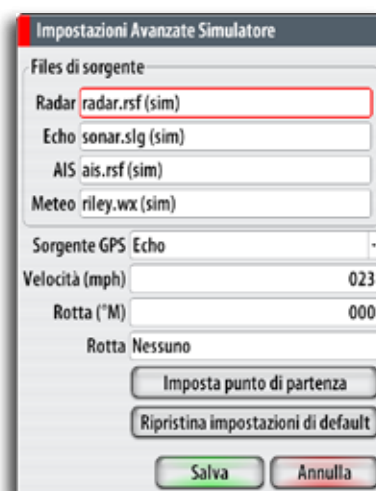 Impostazioni Avanzate Simulatore
Files di sorgente
Radar radar.rsf (sim)
Echo sonar.slg (sim)
AIS ais.rsf (sim)
Meteo riley.wx (sim)
Sorgente GPS Echo
Velocità (mph) 023
Rotta (°M) 000
Rotta Nessuno
Imposta punto di partenza
Ripristina impostazioni di default
Salva Annulla